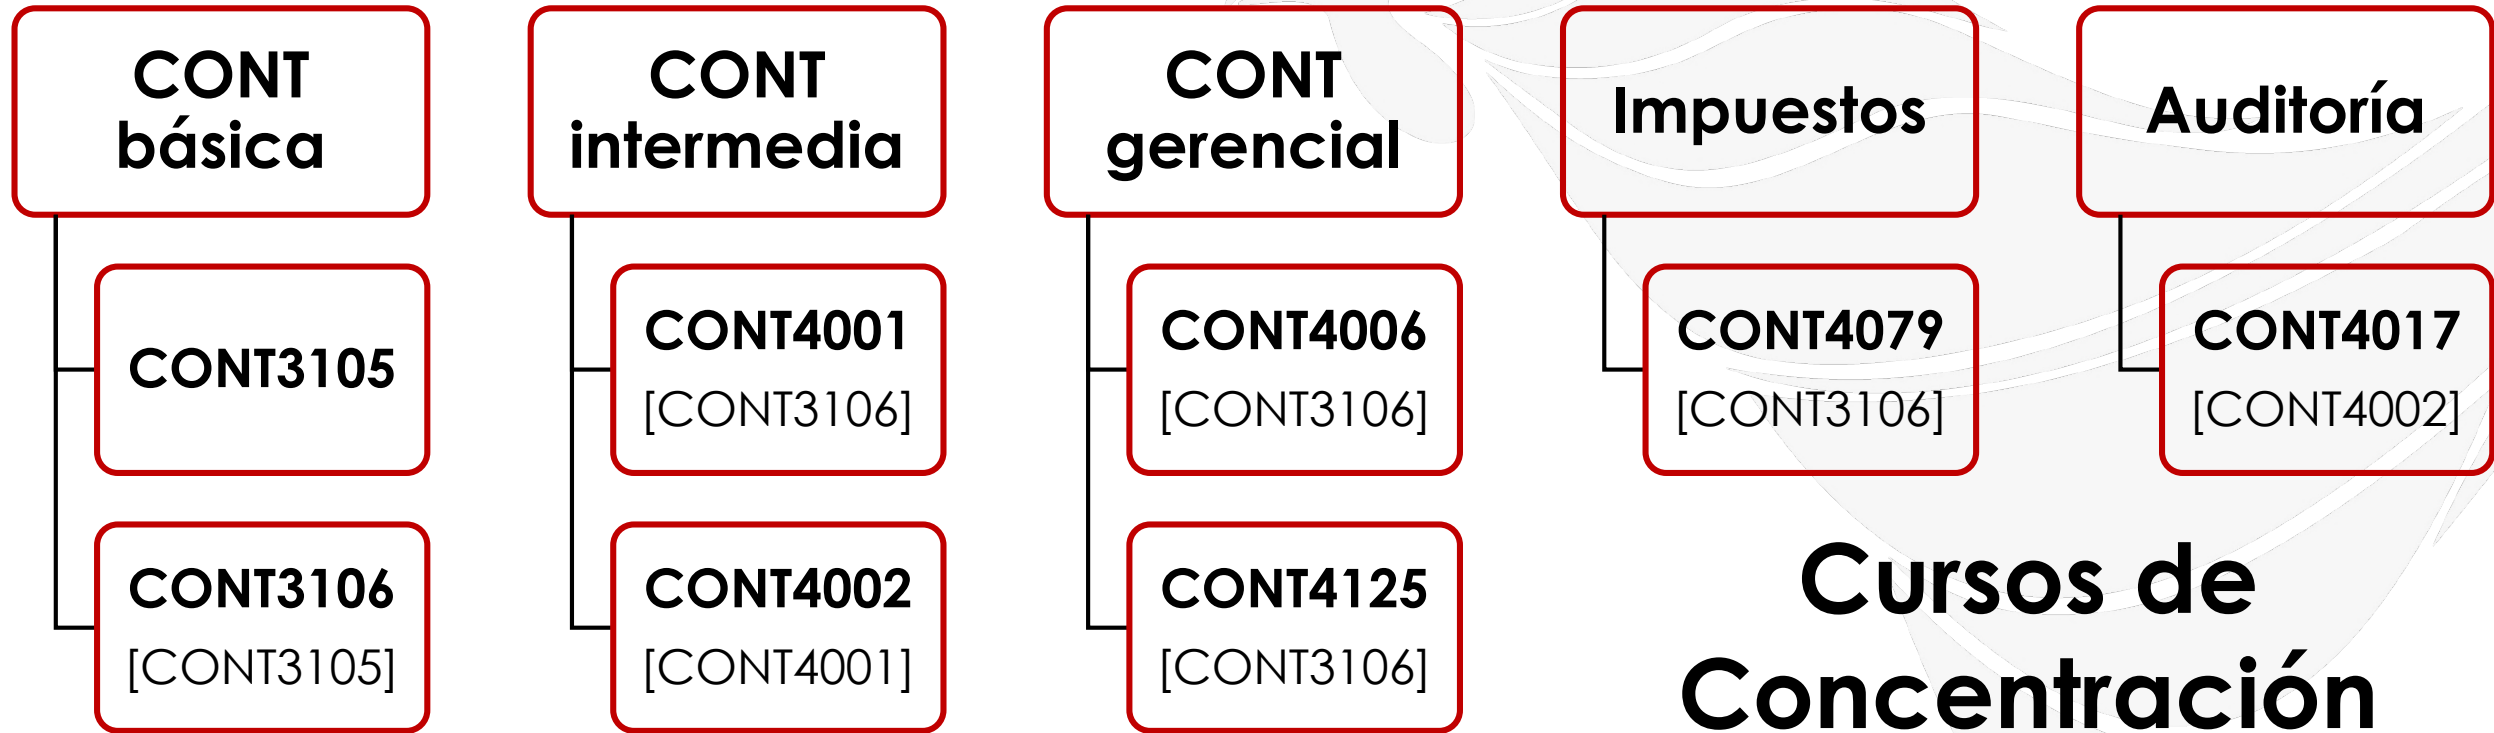 CONT
básica
CONT3105
CONT3106
[CONT3105]
CONT
intermedia
CONT4001
[CONT3106]
CONT4002
[CONT4001]
CONT
gerencial
CONT4006
[CONT3106]
CONT4125
[CONT3106]
Impuestos
CONT4079
[CONT3106]
Auditoría
CONT4017
[CONT4002]
Cursos de
Concentración